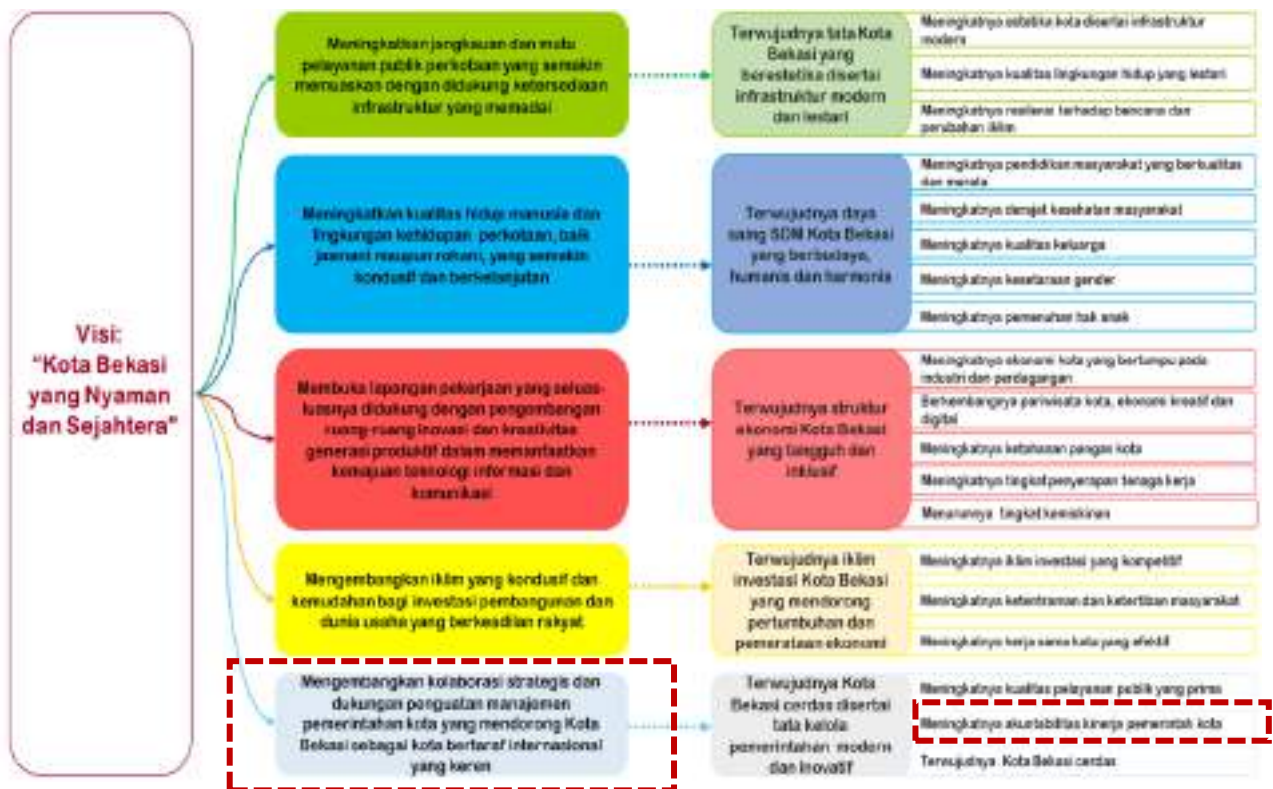 Visi:
"Kota Bekasi
yang Nyaman
dan Sejahtera"
Meningkatkan jangkauan dan mutu
pelayanan publik perkotaan yang semakin
memuaskan dengan didukung ketersediaan
infrastruktur yang memadai
Terwujudnya tata Kota
Bekasi yang
berestetika disertai
infrastruktur modern
dan lestari
Meningkatnya estetika kota disertai infrastruktur
modern
Meningkatnya kualitas lingkungan hidup yang lestari
Meningkatnya resiliensi terhadap bencana dan
perubahan iklim
Meningkatkan kualitas hidup manusia dan
lingkungan kehidupan perkotaan, baik
jasmani maupun rohani, yang semakin
kondusif dan berkelanjutan
Terwujudnya daya
saing SDM Kota Bekasi
yang berbudaya,
humanis dan harmonis
Meningkatnya pendidikan masyarakat yang berkualitas
dan merata
Meningkatnya derajat kesehatan masyarakat
Meningkatnya kualitas keluarga
Meningkatnya kesetaraan gender
Meningkatnya pemenuhan hak anak
Membuka lapangan pekerjaan yang seluas-
luasnya didukung dengan pengembangan
ruang-ruang inovasi dan kreativitas
generasi produktif dalam memanfaatkan
kemajuan teknologi informasi dan
komunikasi
Terwujudnya struktur
ekonomi Kota Bekasi
yang tangguh dan
inklusif
Meningkatnya ekonomi kota yang bertumpu pada
industri dan perdagangan
Berkembangnya pariwisata kota, ekonomi kreatif dan
digital
Meningkatnya ketahanan pangan kota
Meningkatnya tingkat penyerapan tenaga kerja
Menurunnya tingkat kemiskinan
Mengembangkan iklim yang kondusif dan
kemudahan bagi investasi pembangunan dan
dunia usaha yang berkeadilan rakyat
Terwujudnya iklim
investasi Kota Bekasi
yang mendorong
pertumbuhan dan
pemerataan ekonomi
Meningkatnya iklim investasi yang kompetitif
Meningkatnya ketentraman dan ketertiban masyarakat
Meningkatnya kerja sama kota yang efektif
Mengembangkan kolaborasi strategis dan
dukungan penguatan manajemen
pemerintahan kota yang mendorong Kota
Bekasi sebagai kota bertaraf internasional
yang keren
Terwujudnya Kota
Bekasi cerdas disertai
tata kelola
pemerintahan modern
dan inovatif
Meningkatnya kualitas pelayanan publik yang prima
Meningkatnya akuntabilitas kinerja pemerintah kota
Terwujudnya Kota Bekasi cerdas